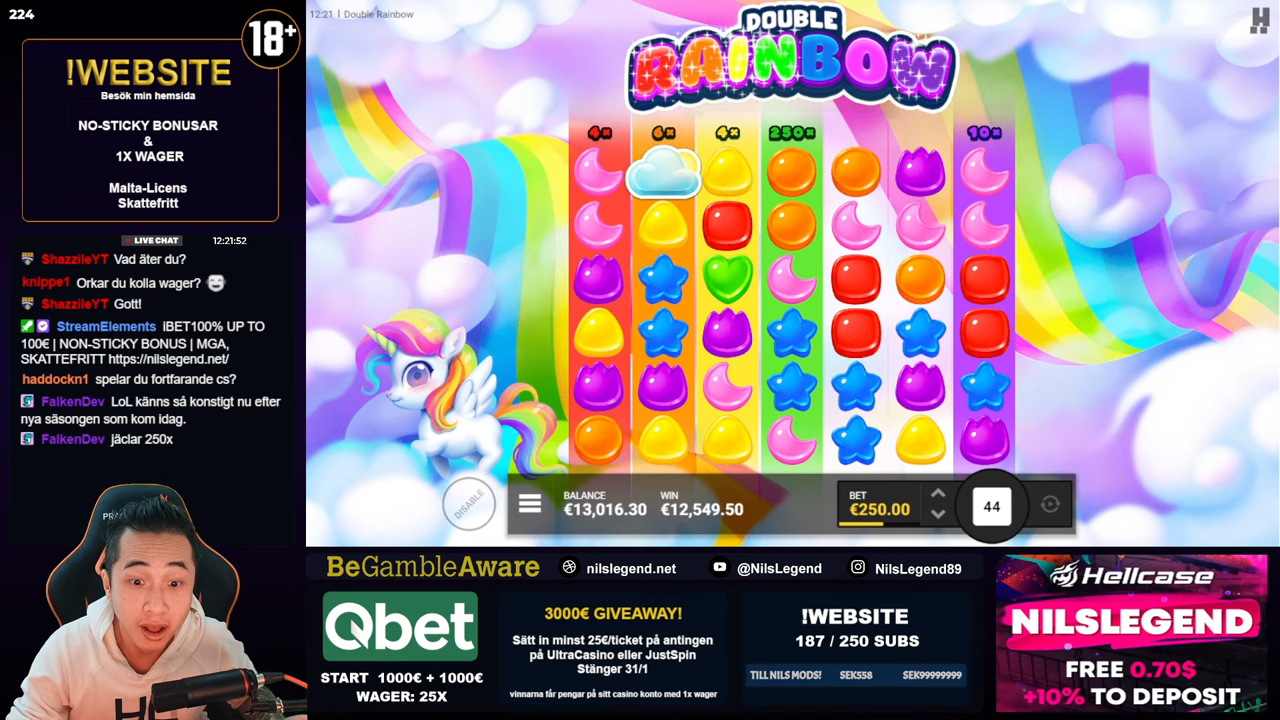 224
18+
!WEBSITE
Besök min hemsida
NO-STICKY BONUSAR
&
1X WAGER
Malta-Licens
Skattefritt
LIVE CHAT
12:21:52
ShazzileYT Vad äter du?
knippe1 Orkar du kolla wager?
ShazzileYT Gott!
StreamElements iBET100% UP TO
100€ | NON-STICKY BONUS | MGA,
SKATTEFRITT https://nilslegend.net/
haddockn1 spelar du fortfarande cs?
FalkenDev LoL känns så konstigt nu efter
nya säsongen som kom idag.
FalkenDev jäclar 250x
12:21 | Double Rainbow
DOUBLE
RAINBOW
4x 6x 4x 250x 10x
DISABLE
BALANCE
€13,016.30
WIN
€12,549.50
BET
€250.00
44
BeGambleAware
nilslegend.net
@NilsLegend
NilsLegend89
Qbet
START 1000€ + 1000€
WAGER: 25X
3000€ GIVEAWAY!
Sätt in minst 25€/ticket på antingen
på UltraCasino eller JustSpin
Stänger 31/1
vinnarna får pengar på sitt casino konto med 1x wager
!WEBSITE
187 / 250 SUBS
TILL NILS MODS! SEK558 SEK99999999
Hellcase
NILSLEGEND
FREE 0.70$
+10% TO DEPOSIT